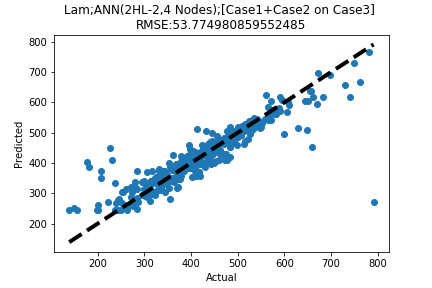 Lam;ANN(2HL-2,4 Nodes);[Case1+Case2 on Case3]
RMSE:53.774980859552485
800
700
600
500
400
300
200
Predicted
200 300 400 500 600 700 800
Actual